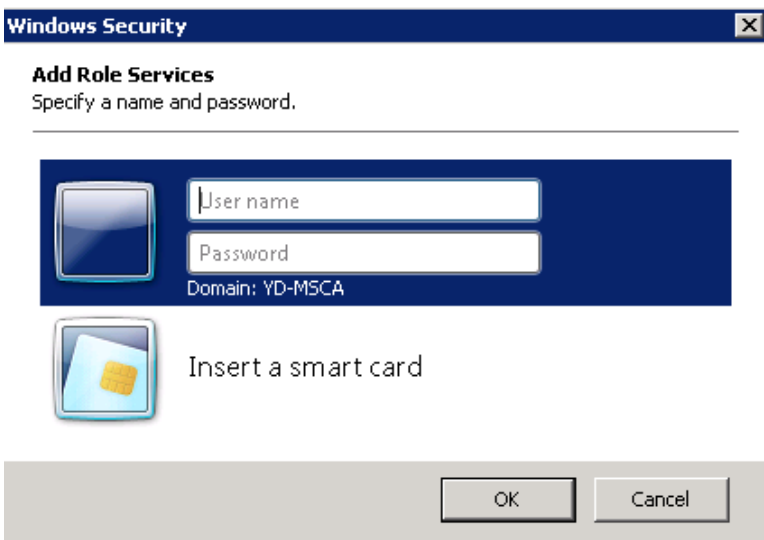 Windows Security
Add Role Services
Specify a name and password.
User name
Password
Domain: YD-MSCA
Insert a smart card
OK
Cancel